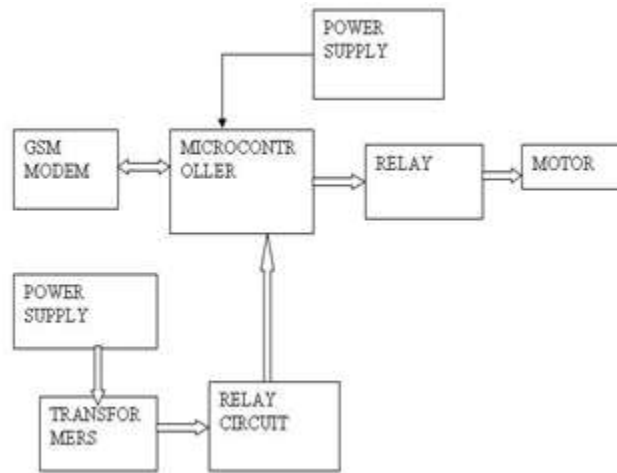 POWER
SUPPLY
GSM
MODEM
MICROCONTR
OLLER
RELAY
MOTOR
POWER
SUPPLY
TRANSFOR
MERS
RELAY
CIRCUIT